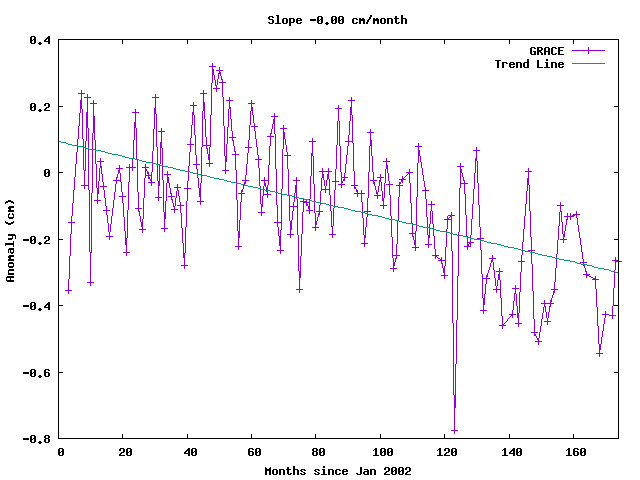 Slope -0.00 cm/month
GRACE
Trend Line
0.4
0.2
0
-0.2
-0.4
-0.6
-0.8
Anomaly (cm)
0 20 40 60 80 100 120 140 160
Months since Jan 2002